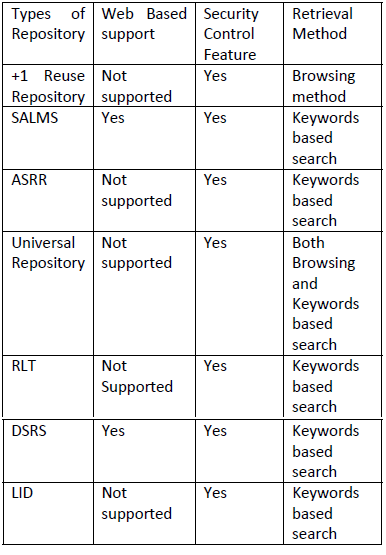 Types of Repository | Web Based support | Security Control Feature | Retrieval Method
+1 Reuse Repository | Not supported | Yes | Browsing method
SALMS | Yes | Yes | Keywords based search
ASRR | Not supported | Yes | Keywords based search
Universal Repository | Not supported | Yes | Both Browsing and Keywords based search
RLT | Not Supported | Yes | Keywords based search
DSRS | Yes | Yes | Keywords based search
LID | Not supported | Yes | Keywords based search